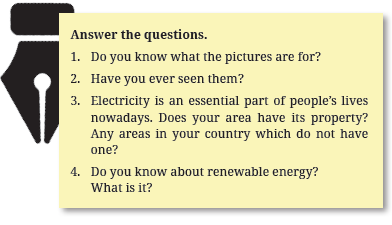 Answer the questions.
1. Do you know what the pictures are for?
2. Have you ever seen them?
3. Electricity is an essential part of people's lives
nowadays. Does your area have its property?
Any areas in your country which do not have
one?
4. Do you know about renewable energy?
What is it?